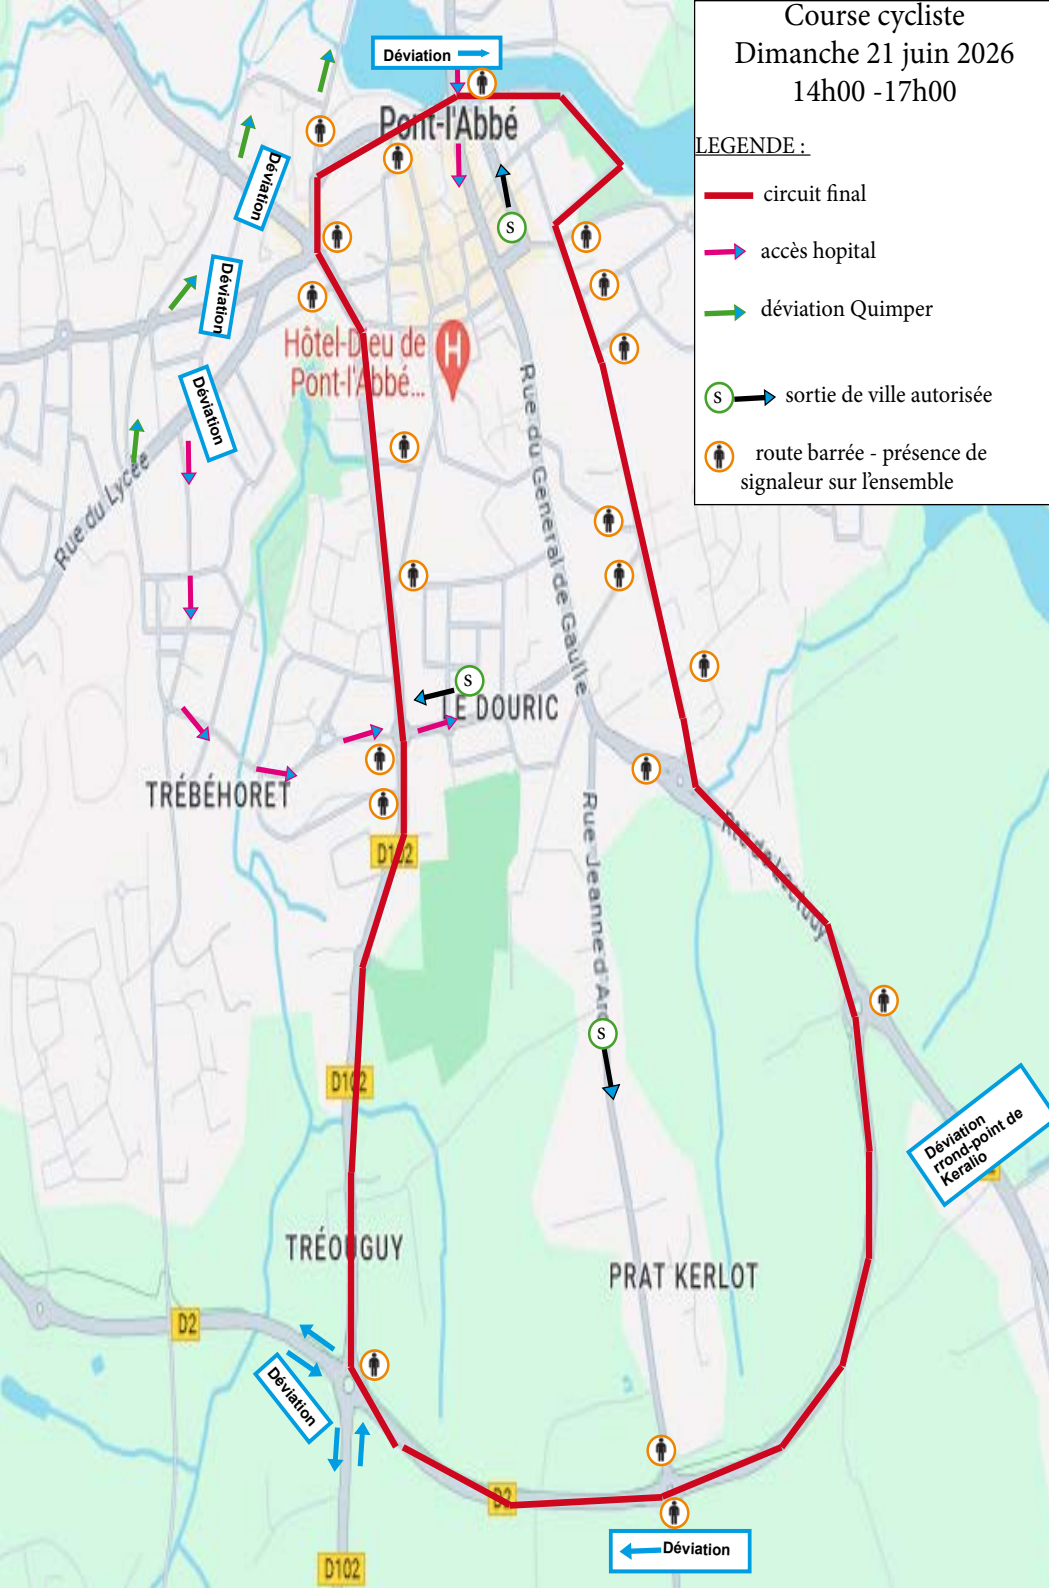 Course cycliste
Dimanche 21 juin 2026
14h00 -17h00
LEGENDE :
circuit final
accès hopital
déviation Quimper
S
sortie de ville autorisée
route barrée - présence de
signaleur sur l'ensemble
Déviation
Pont-l'Abbé
Déviation
S
Déviation
Hôtel-Dieu de
Pont-l'Abbé...
H
Déviation
Rue du Lycée
Rue du Général de Gaulle
S
LE DOURIC
TRÉBÉHORET
D102
Rue Jeanne d'Arc
Rte de
S
D102
Déviation
rrond-point de
Keralio
TRÉOUGUY
PRAT KERLOT
D2
Déviation
D2
Déviation
D102